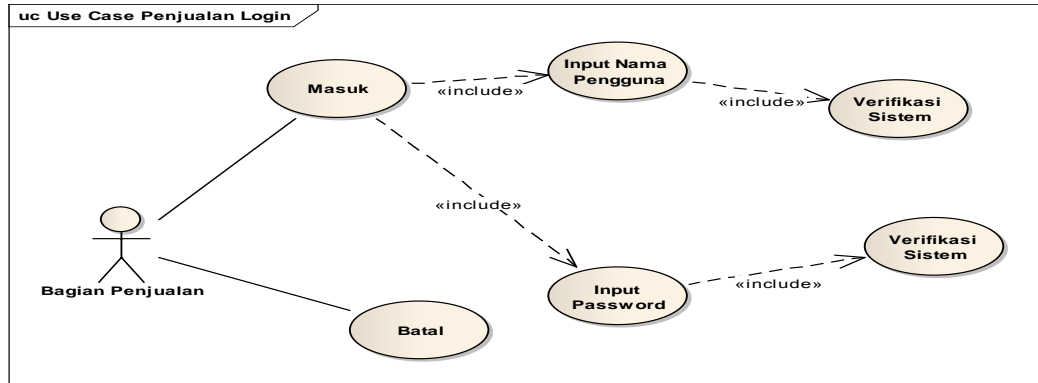 uc Use Case Penjualan Login
Masuk
«include»
Input Nama
Pengguna
«include»
Verifikasi
Sistem
«include»
Bagian Penjualan
Input
Password
«include»
Verifikasi
Sistem
Batal